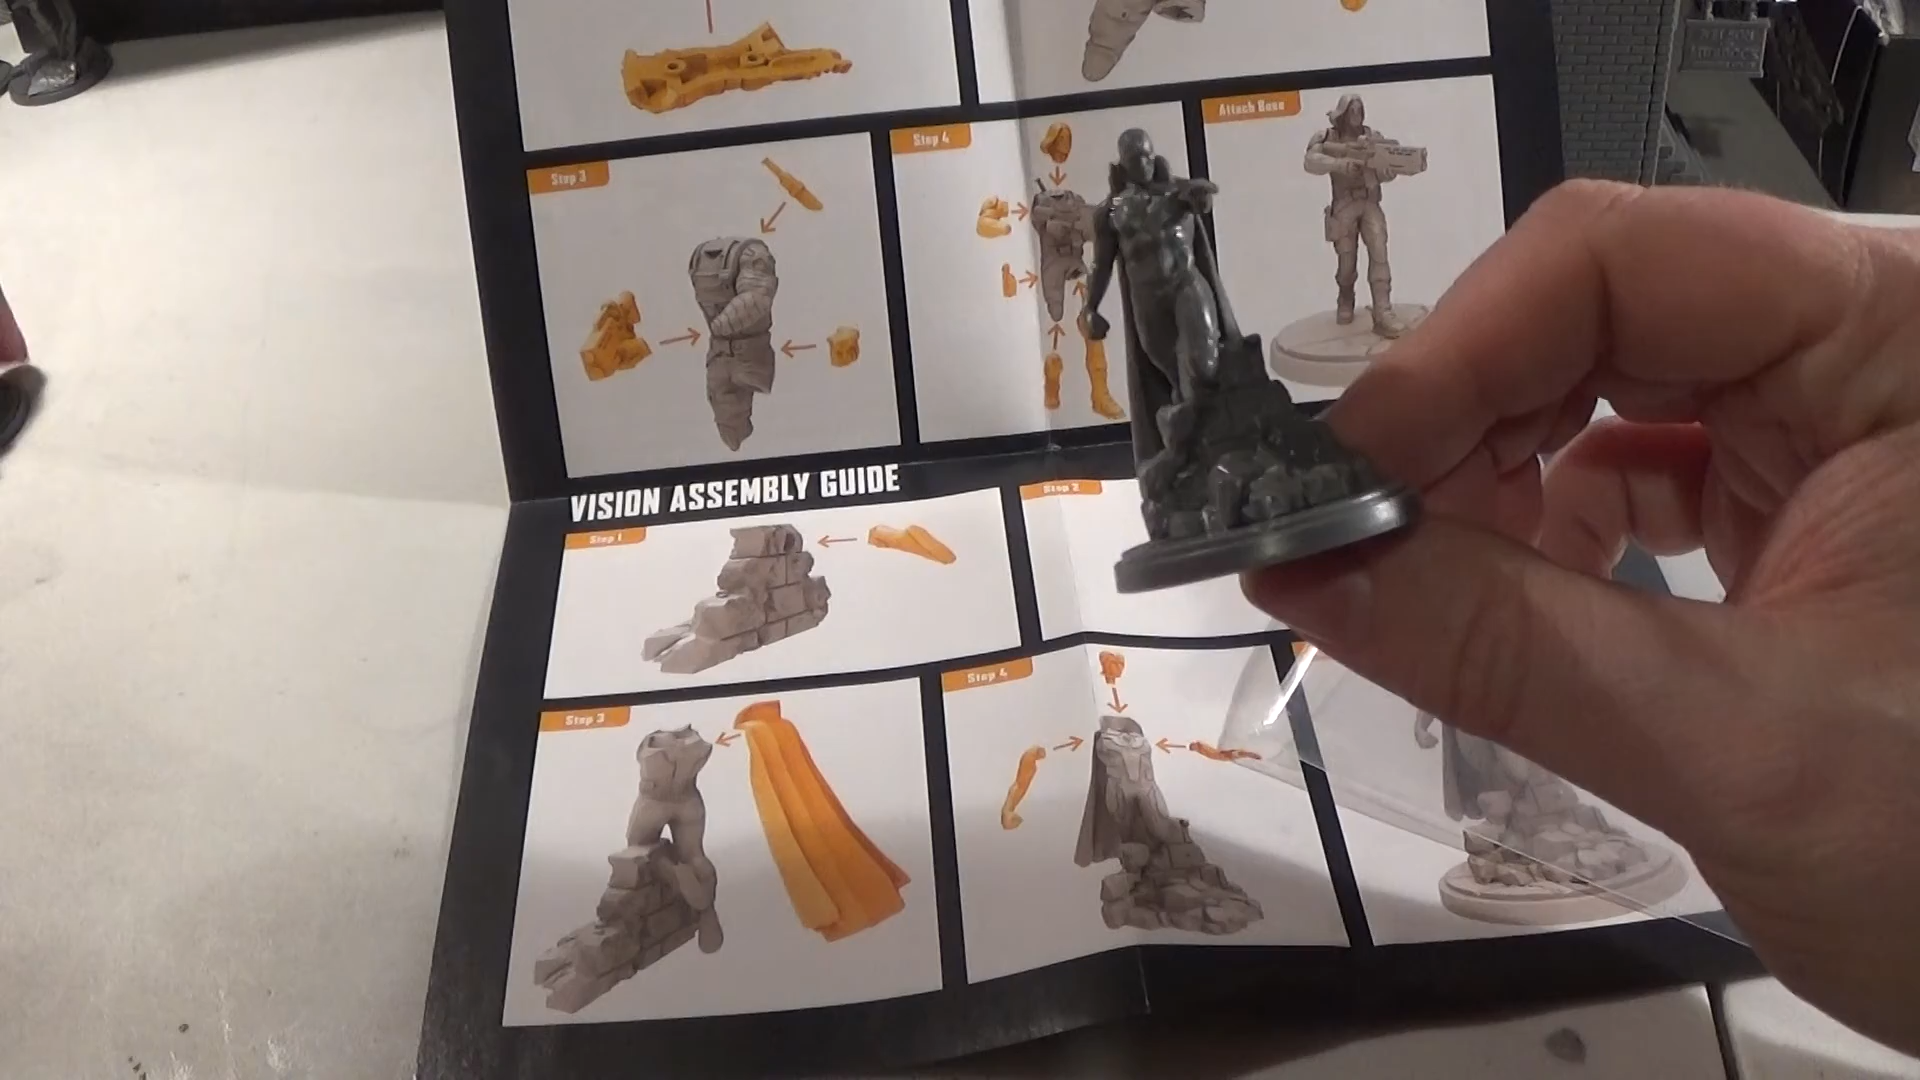 Step 3
Step 4
Attach Base
VISION ASSEMBLY GUIDE
Step 1
Step 2
Step 3
Step 4